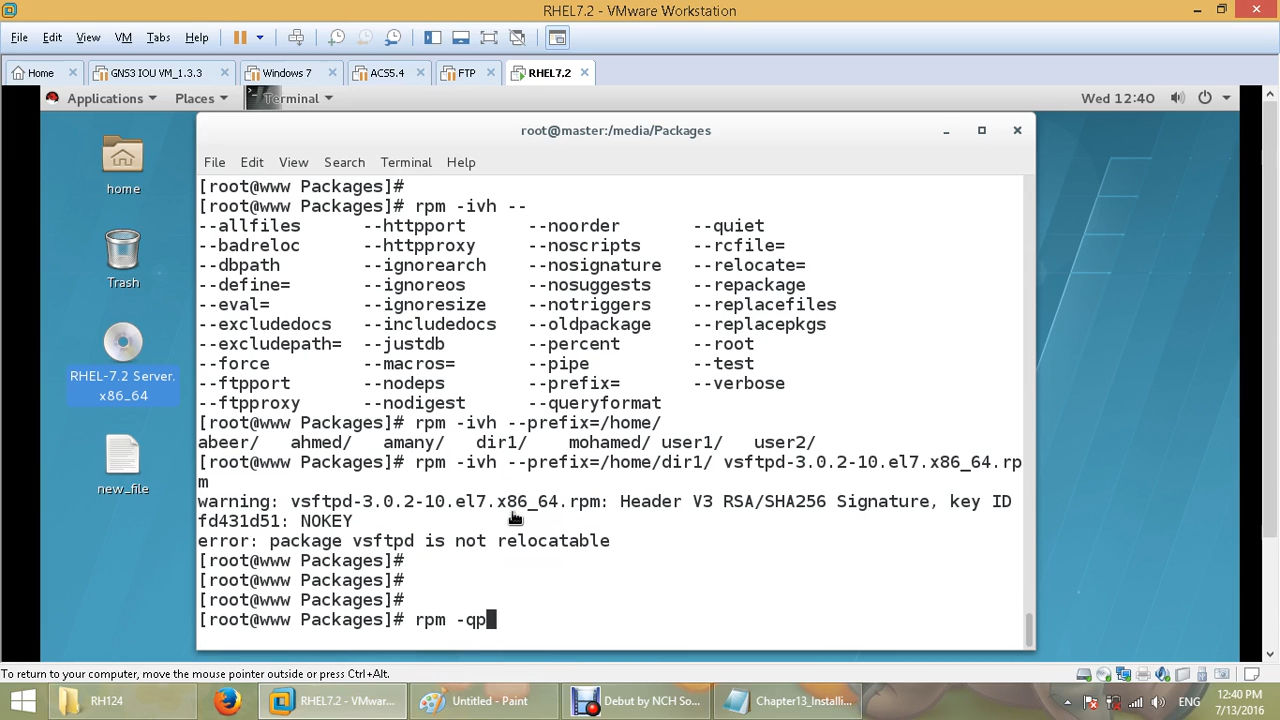 RHEL7.2 - VMware Workstation
File Edit View VM Tabs Help
Home GNS3 IOU VM_1.3.3 Windows 7 ACS5.4 FTP RHEL7.2
Applications Places Terminal Wed 12:40
root@master:/media/Packages
File Edit View Search Terminal Help
home
Trash
RHEL-7.2 Server.
x86_64
new_file
[root@www Packages]#
[root@www Packages]# rpm -ivh --
--allfiles --httpport --noorder --quiet
--badreloc --httpproxy --noscripts --rcfile=
--dbpath --ignorearch --nosignature --relocate=
--define= --ignoreos --nosuggests --repackage
--eval= --ignoresize --notriggers --replacefiles
--excludedocs --includedocs --oldpackage --replacepkgs
--excludepath= --justdb --percent --root
--force --macros= --pipe --test
--ftpport --nodeps --prefix= --verbose
--ftpproxy --nodigest --queryformat
[root@www Packages]# rpm -ivh --prefix=/home/
abeer/ ahmed/ amany/ dir1/ mohamed/ user1/ user2/
[root@www Packages]# rpm -ivh --prefix=/home/dir1/ vsftpd-3.0.2-10.el7.x86_64.rp
m
warning: vsftpd-3.0.2-10.el7.x86_64.rpm: Header V3 RSA/SHA256 Signature, key ID
fd431d51: NOKEY
error: package vsftpd is not relocatable
[root@www Packages]#
[root@www Packages]#
[root@www Packages]#
[root@www Packages]# rpm -qp
To return to your computer, move the mouse pointer outside or press Ctrl+Alt.
RH124 RHEL7.2 - VMwar... Untitled - Paint Debut by NCH So... Chapter13_Installi... ENG
12:40 PM
7/13/2016